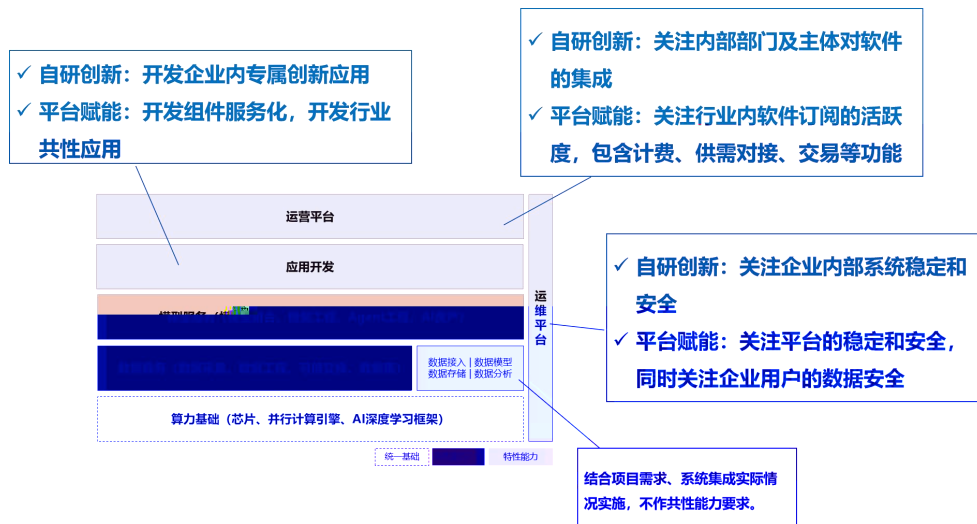 ✓ 自研创新：关注内部部门及主体对软件
的集成
✓ 平台赋能：关注行业内软件订阅的活跃
度，包含计费、供需对接、交易等功能
✓ 自研创新：开发企业内专属创新应用
✓ 平台赋能：开发组件服务化，开发行业
共性应用
运营平台
应用开发
运维平台
✓ 自研创新：关注企业内部系统稳定和
安全
✓ 平台赋能：关注平台的稳定和安全，
同时关注企业用户的数据安全
模型服务
数据接入 | 数据模型
数据存储 | 数据分析
算力基础（芯片、并行计算引擎、AI深度学习框架）
统一基础
特性能力
结合项目需求、系统集成实际情
况实施，不作共性能力要求。